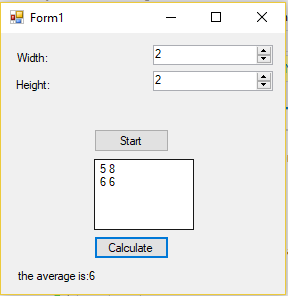 Form1
Width: 2
Height: 2
Start
5 8
6 6
Calculate
the average is:6